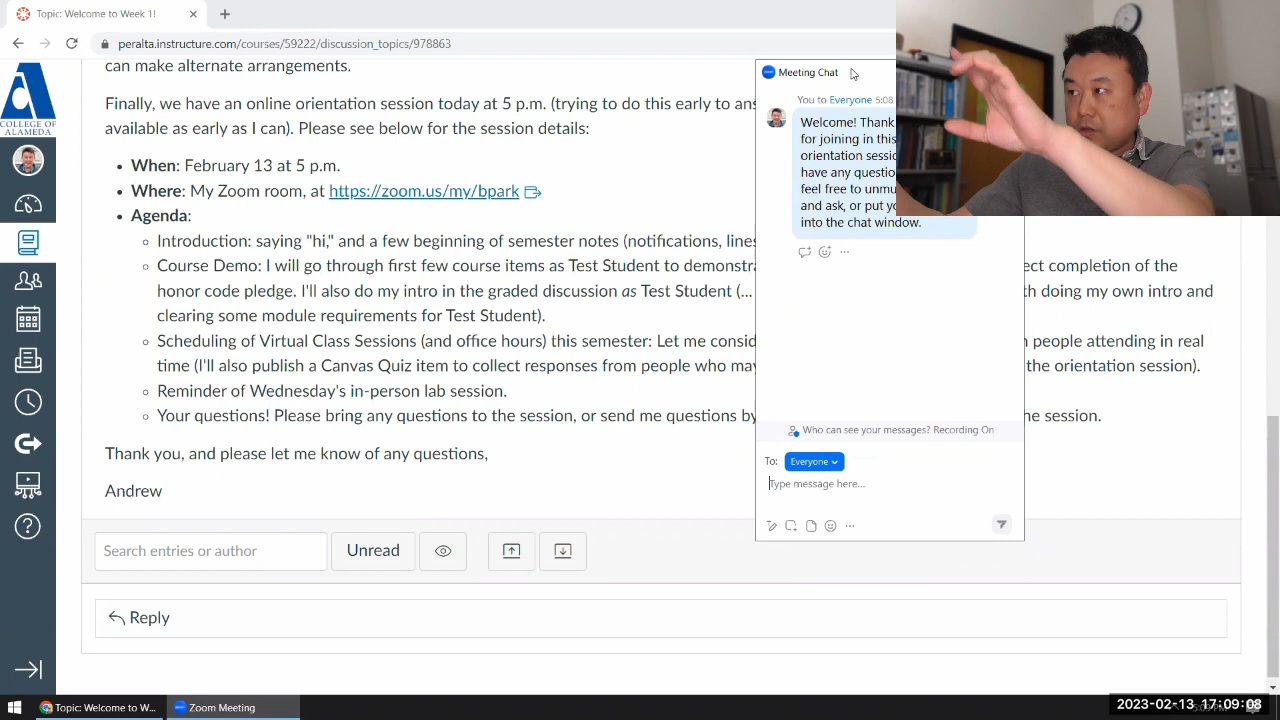 Topic: Welcome to Week 1!
peralta.instructure.com/courses/59222/discussion_topics/978863
COLLEGE OF
ALAMEDA
can make alternate arrangements.
Finally, we have an online orientation session today at 5 p.m. (trying to do this early to
available as early as I can). Please see below for the session details:
When: February 13 at 5 p.m.
Where: My Zoom room, at https://zoom.us/my/bpark
Agenda:
Introduction: saying "hi," and a few beginning of semester notes (notifications,
Course Demo: I will go through first few course items as Test Student to
completion of the
honor code pledge. I'll also do my intro in the graded discussion as Test Student (...
doing my own intro and
clearing some module requirements for Test Student).
Scheduling of Virtual Class Sessions (and office hours) this semester: Let me
people attending in real
time (I'll also publish a Canvas Quiz item to collect responses from people who may
the orientation session).
Reminder of Wednesday's in-person lab session.
Your questions! Please bring any questions to the session, or send me questions
the session.
Thank you, and please let me know of any questions,
Andrew
Search entries or author
Unread
Reply
Meeting Chat
You to Everyone 5:08
Welcome! Thank
for joining in this
orientation
have any
feel free to
and ask, or put
into the chat window.
Who can see your messages? Recording On
To: Everyone
Type message here...
Topic: Welcome to W...
Zoom Meeting
2023-02-13 17:09:08